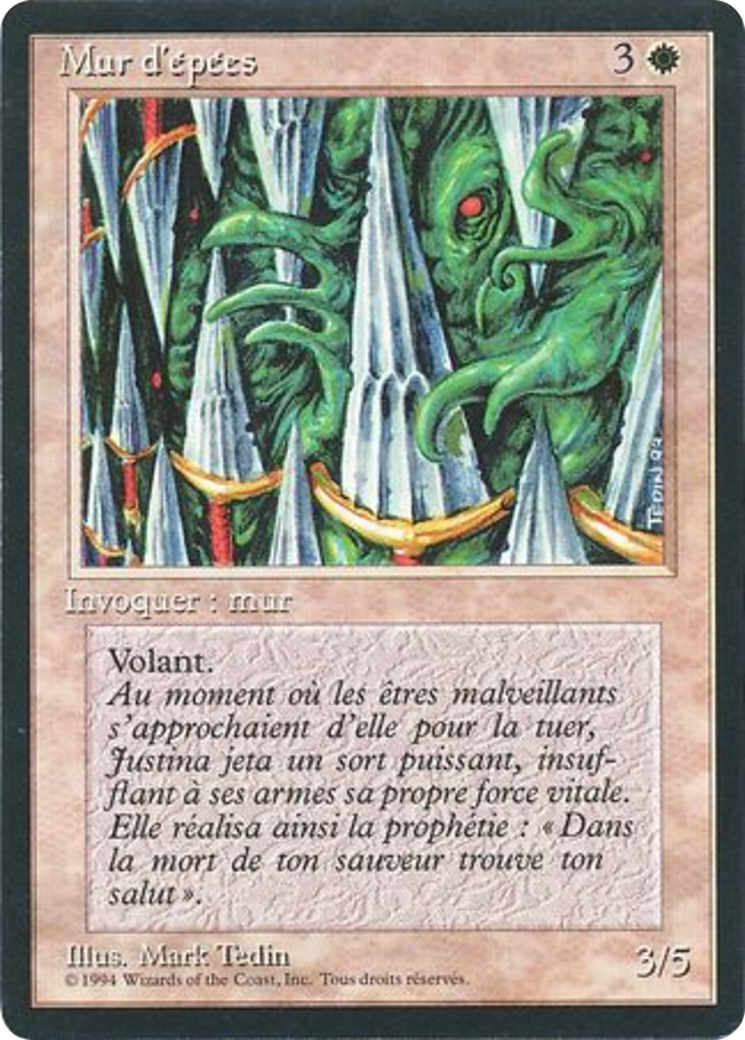 Mur d'épées
3
TEDIN 93
Invoquer : mur
Volant.
Au moment où les êtres malveillants
s'approchaient d'elle pour la tuer,
Justina jeta un sort puissant, insuf-
flant à ses armes sa propre force vitale.
Elle réalisa ainsi la prophétie : « Dans
la mort de ton sauveur trouve ton
salut ».
Illus. Mark Tedin
3/5
© 1994 Wizards of the Coast, Inc. Tous droits réservés.